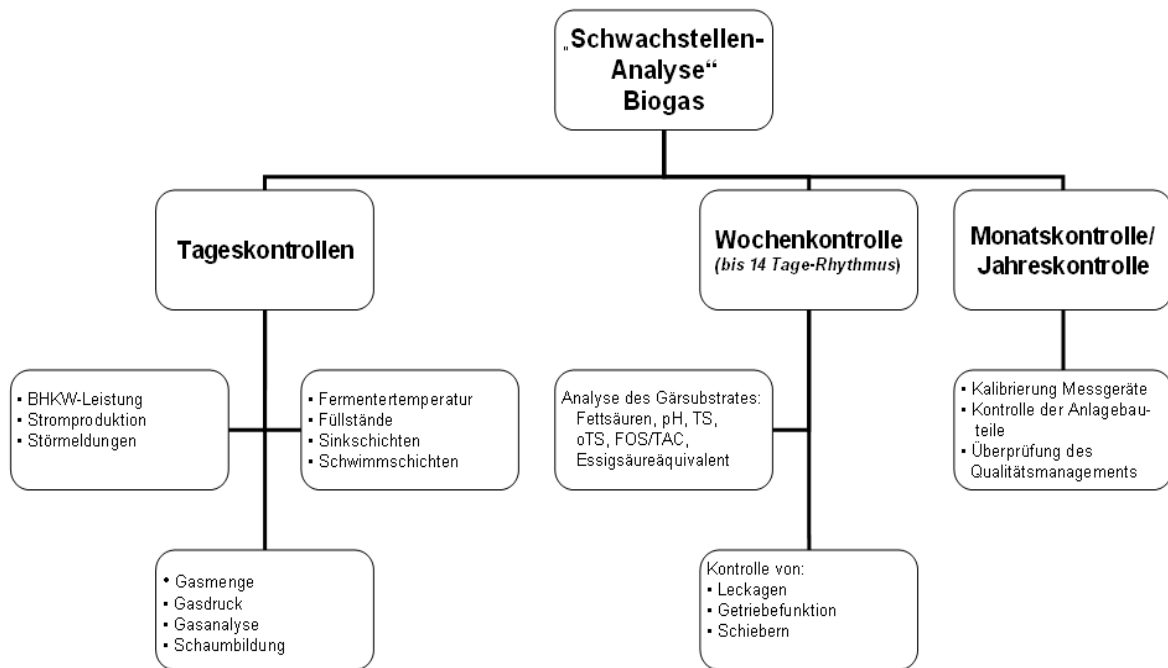 „Schwachstellen-
Analyse“
Biogas
Tageskontrollen
Wochenkontrolle
(bis 14 Tage-Rhythmus)
Monatskontrolle/
Jahreskontrolle
▪ BHKW-Leistung
▪ Stromproduktion
▪ Störmeldungen
▪ Fermentertemperatur
▪ Füllstände
▪ Sinkschichten
▪ Schwimmschichten
Analyse des Gärsubstrates:
Fettsäuren, pH, TS,
oTS, FOS/TAC,
Essigsäureäquivalent
▪ Kalibrierung Messgeräte
▪ Kontrolle der Anlagebau-
teile
▪ Überprüfung des
Qualitätsmanagements
• Gasmenge
▪ Gasdruck
▪ Gasanalyse
▪ Schaumbildung
Kontrolle von:
▪ Leckagen
▪ Getriebefunktion
▪ Schiebern